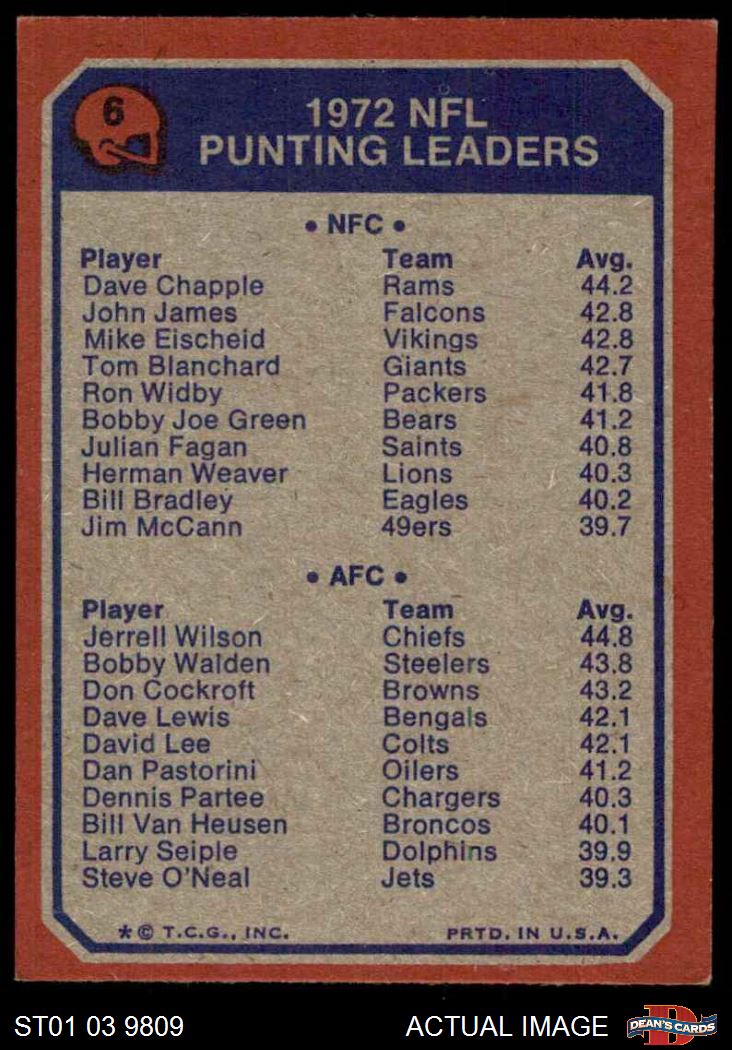 6
1972 NFL
PUNTING LEADERS
• NFC •
Player Team Avg.
Dave Chapple Rams 44.2
John James Falcons 42.8
Mike Eischeid Vikings 42.8
Tom Blanchard Giants 42.7
Ron Widby Packers 41.8
Bobby Joe Green Bears 41.2
Julian Fagan Saints 40.8
Herman Weaver Lions 40.3
Bill Bradley Eagles 40.2
Jim McCann 49ers 39.7
• AFC •
Player Team Avg.
Jerrell Wilson Chiefs 44.8
Bobby Walden Steelers 43.8
Don Cockroft Browns 43.2
Dave Lewis Bengals 42.1
David Lee Colts 42.1
Dan Pastorini Oilers 41.2
Dennis Partee Chargers 40.3
Bill Van Heusen Broncos 40.1
Larry Seiple Dolphins 39.9
Steve O'Neal Jets 39.3
*© T.C.G., INC. PRTD. IN U.S.A.
ST01 03 9809 ACTUAL IMAGE D DEAN'S CARDS